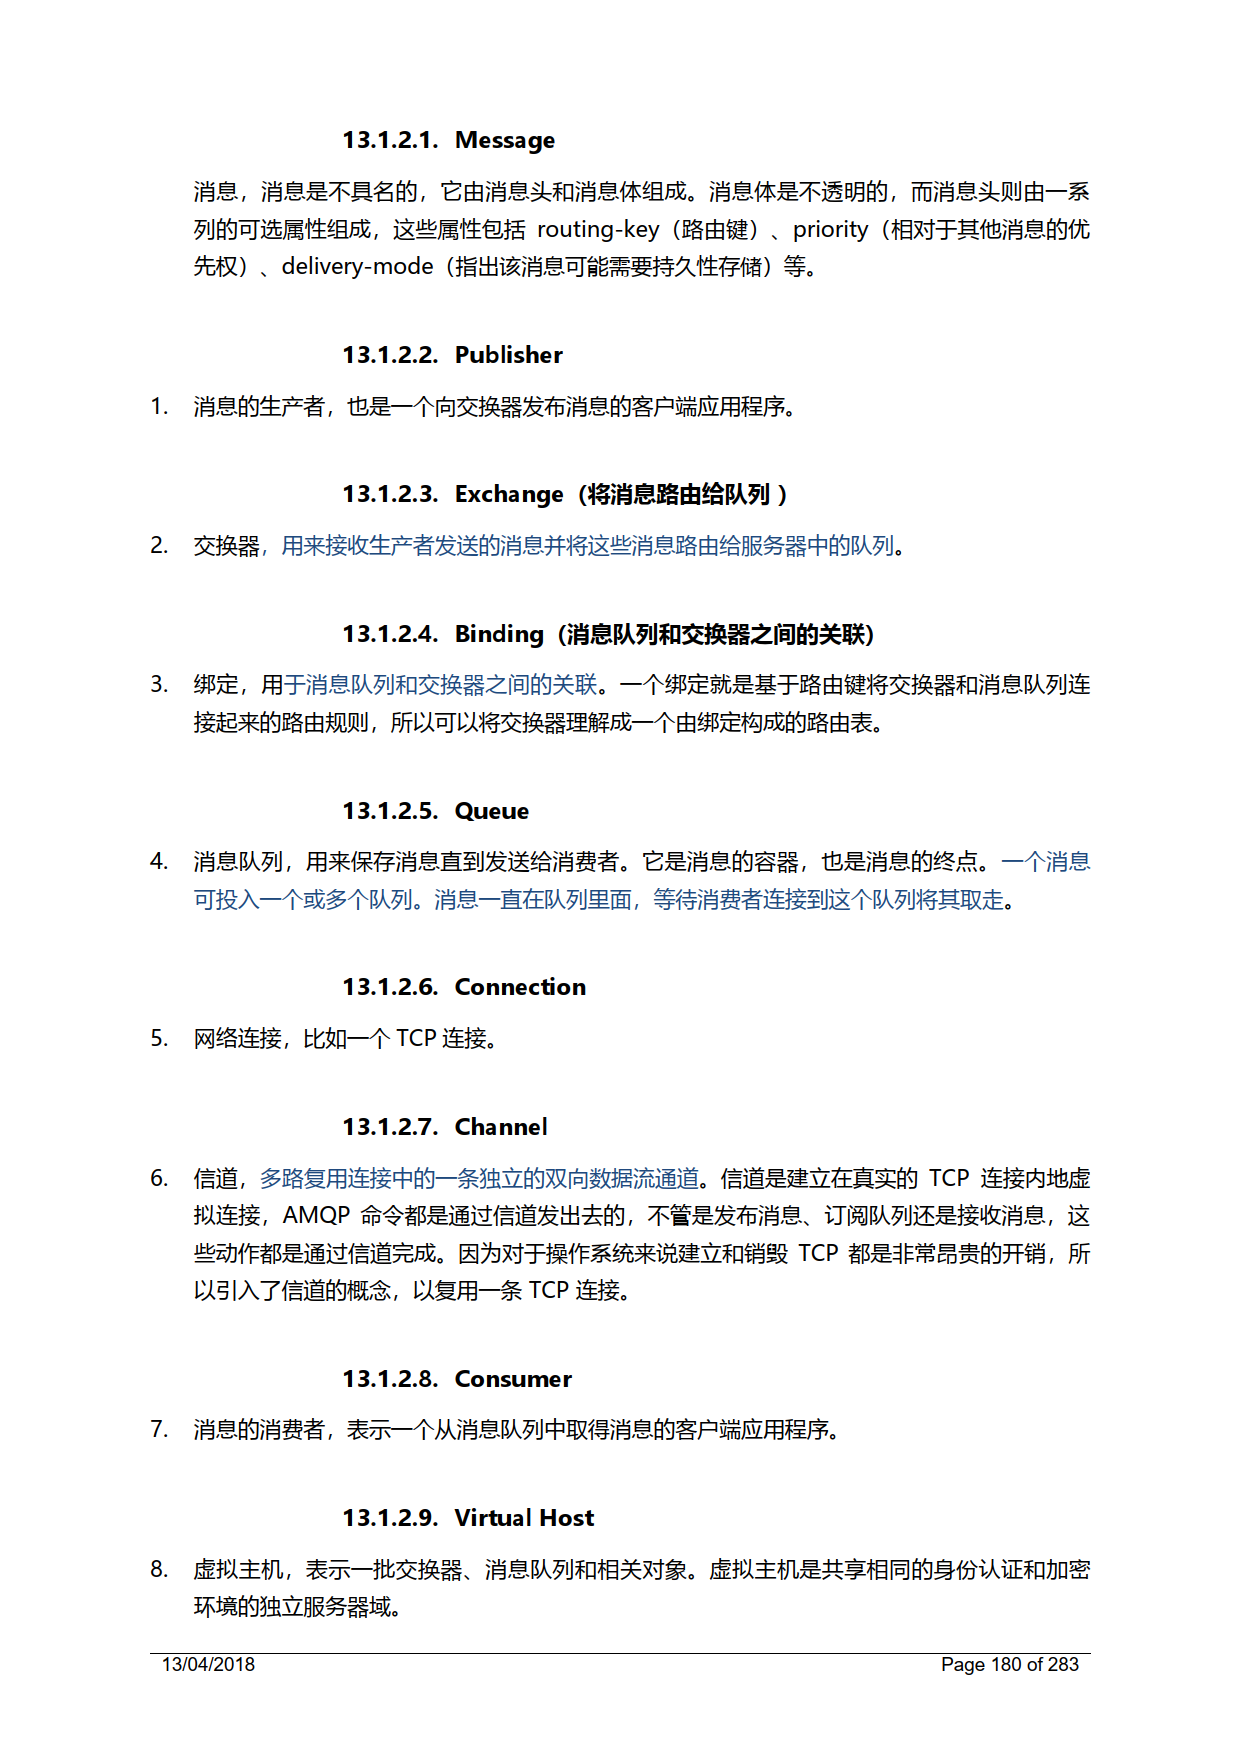 13.1.2.1. Message
消息，消息是不具名的，它由消息头和消息体组成。消息体是不透明的，而消息头则由一系
列的可选属性组成，这些属性包括 routing-key（路由键）、priority（相对于其他消息的优
先权）、delivery-mode（指出该消息可能需要持久性存储）等。
13.1.2.2. Publisher
1. 消息的生产者，也是一个向交换器发布消息的客户端应用程序。
13.1.2.3. Exchange（将消息路由给队列 ）
2. 交换器，用来接收生产者发送的消息并将这些消息路由给服务器中的队列。
13.1.2.4. Binding（消息队列和交换器之间的关联）
3. 绑定，用于消息队列和交换器之间的关联。一个绑定就是基于路由键将交换器和消息队列连
接起来的路由规则，所以可以将交换器理解成一个由绑定构成的路由表。
13.1.2.5. Queue
4. 消息队列，用来保存消息直到发送给消费者。它是消息的容器，也是消息的终点。一个消息
可投入一个或多个队列。消息一直在队列里面，等待消费者连接到这个队列将其取走。
13.1.2.6. Connection
5. 网络连接，比如一个 TCP 连接。
13.1.2.7. Channel
6. 信道，多路复用连接中的一条独立的双向数据流通道。信道是建立在真实的 TCP 连接内地虚
拟连接，AMQP 命令都是通过信道发出去的，不管是发布消息、订阅队列还是接收消息，这
些动作都是通过信道完成。因为对于操作系统来说建立和销毁 TCP 都是非常昂贵的开销，所
以引入了信道的概念，以复用一条 TCP 连接。
13.1.2.8. Consumer
7. 消息的消费者，表示一个从消息队列中取得消息的客户端应用程序。
13.1.2.9. Virtual Host
8. 虚拟主机，表示一批交换器、消息队列和相关对象。虚拟主机是共享相同的身份认证和加密
环境的独立服务器域。
13/04/2018 Page 180 of 283